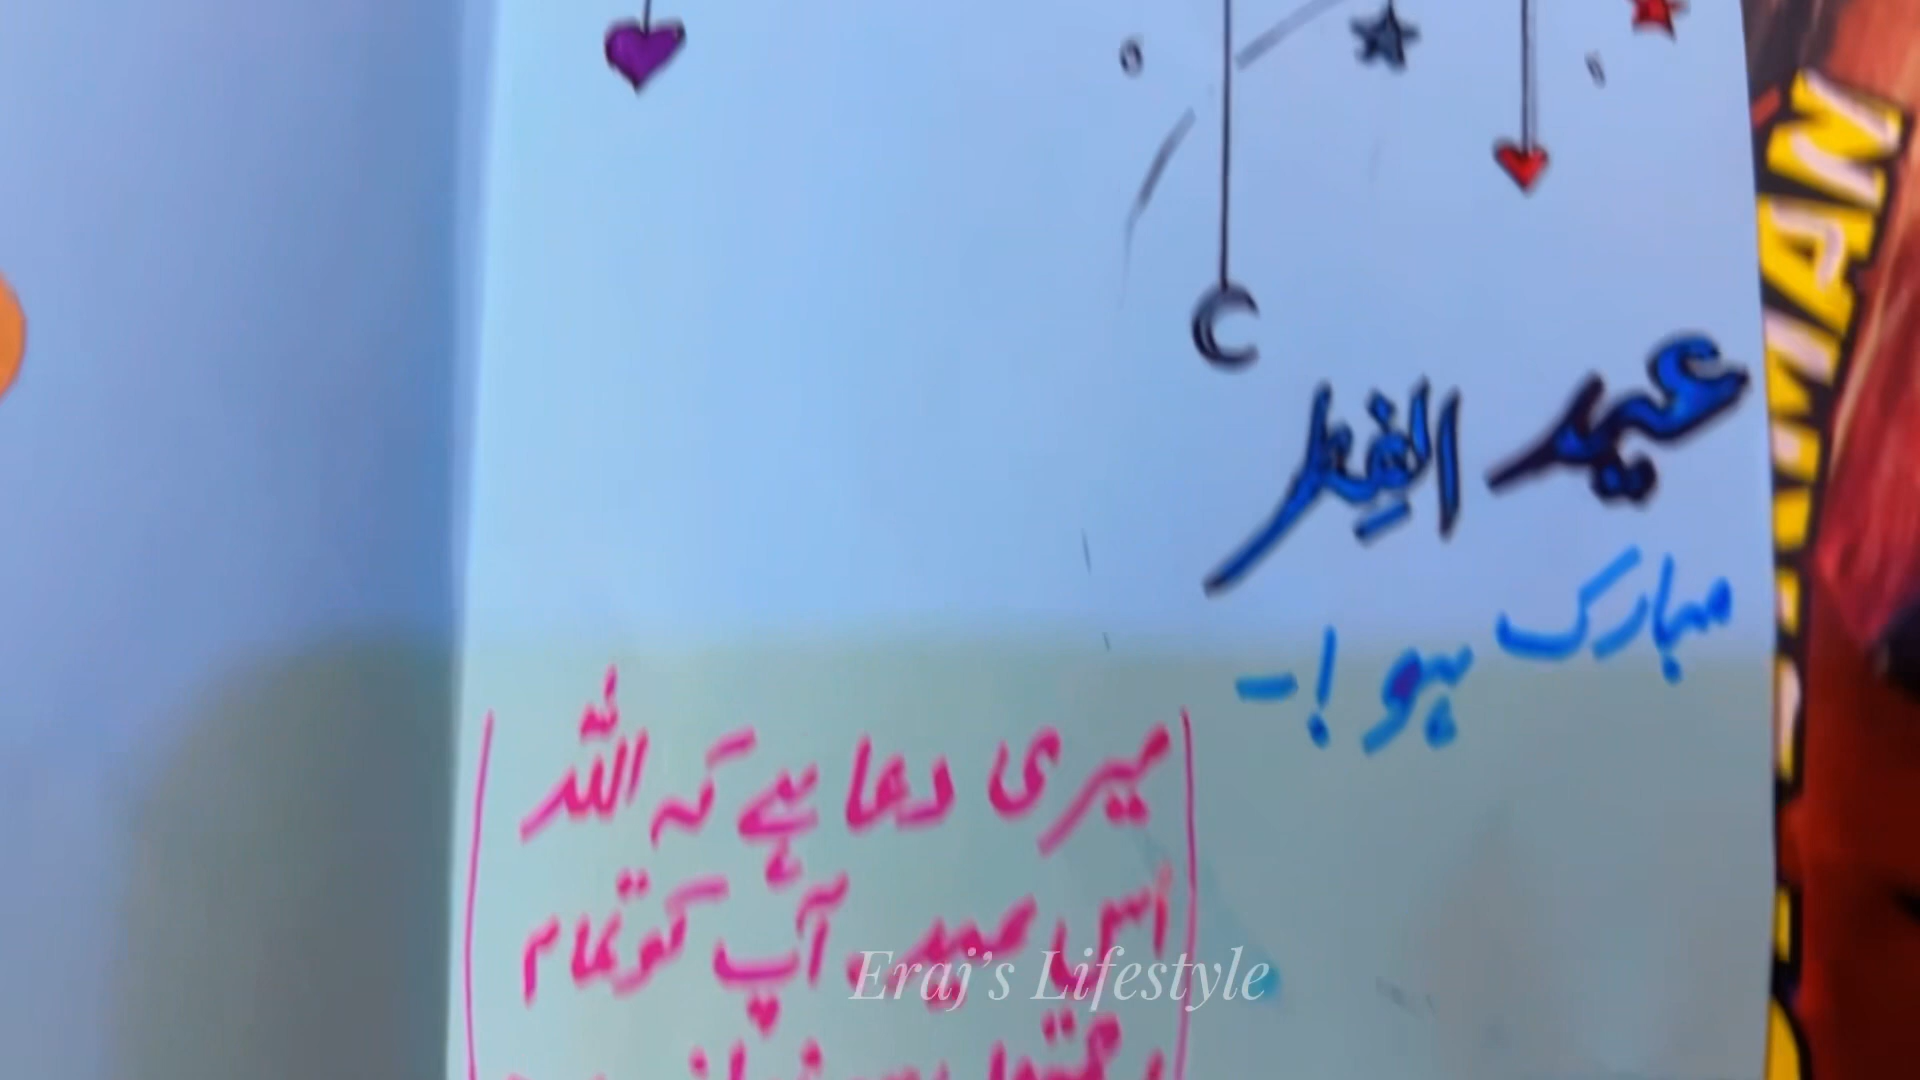 عید الفطر
مبارک
ہو!-
میری دعا ہے کہ اللہ
اس عید آپ کو تمام
Eraj's Lifestyle